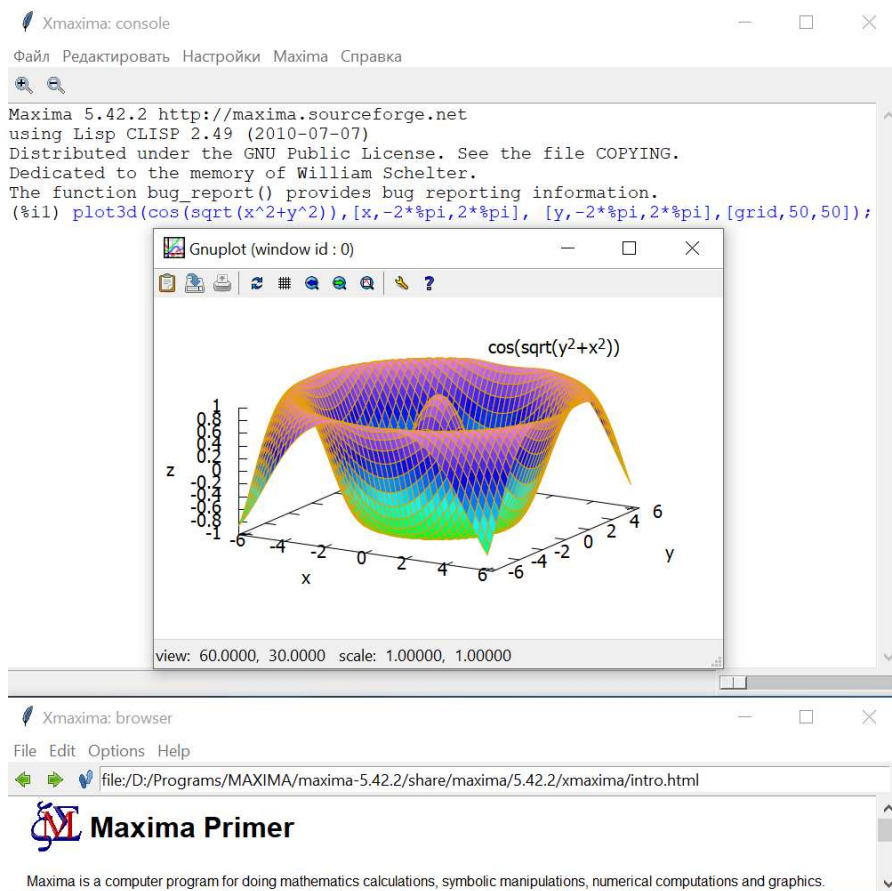 Xmaxima: console
Файл Редактировать Настройки Maxima Справка
Maxima 5.42.2 http://maxima.sourceforge.net
using Lisp CLISP 2.49 (2010-07-07)
Distributed under the GNU Public License. See the file COPYING.
Dedicated to the memory of William Schelter.
The function bug_report() provides bug reporting information.
(%i1) plot3d(cos(sqrt(x^2+y^2)),[x,-2*%pi,2*%pi], [y,-2*%pi,2*%pi],[grid,50,50]);
Gnuplot (window id : 0)
cos(sqrt(y²+x²))
1
0.8
0.6
0.4
0.2
0
-0.2
-0.4
-0.6
-0.8
-1
z
-6 -4 -2 0 2 4 6
x
-6 -4 -2 0 2 4 6
y
view: 60.0000, 30.0000 scale: 1.00000, 1.00000
Xmaxima: browser
File Edit Options Help
file:/D:/Programs/MAXIMA/maxima-5.42.2/share/maxima/5.42.2/xmaxima/intro.html
Maxima Primer
Maxima is a computer program for doing mathematics calculations, symbolic manipulations, numerical computations and graphics.